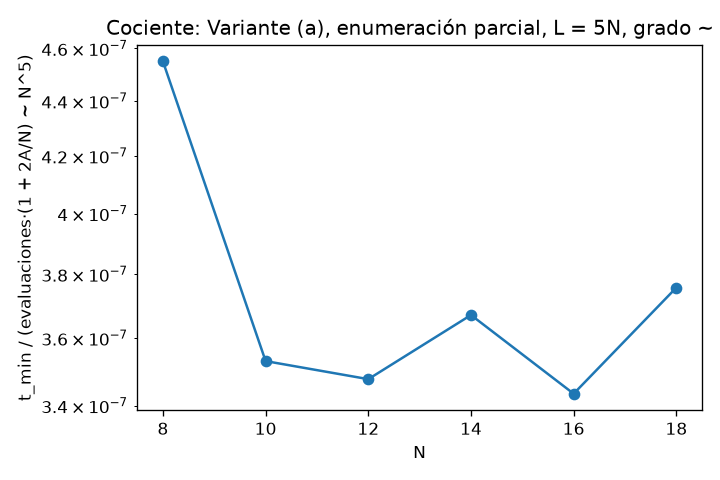 Cociente: Variante (a), enumeración parcial, L = 5N, grado ~
t_min / (evaluaciones·(1 + 2A/N) ~ N^5)
4.6 × 10⁻⁷
4.4 × 10⁻⁷
4.2 × 10⁻⁷
4 × 10⁻⁷
3.8 × 10⁻⁷
3.6 × 10⁻⁷
3.4 × 10⁻⁷
8 10 12 14 16 18
N